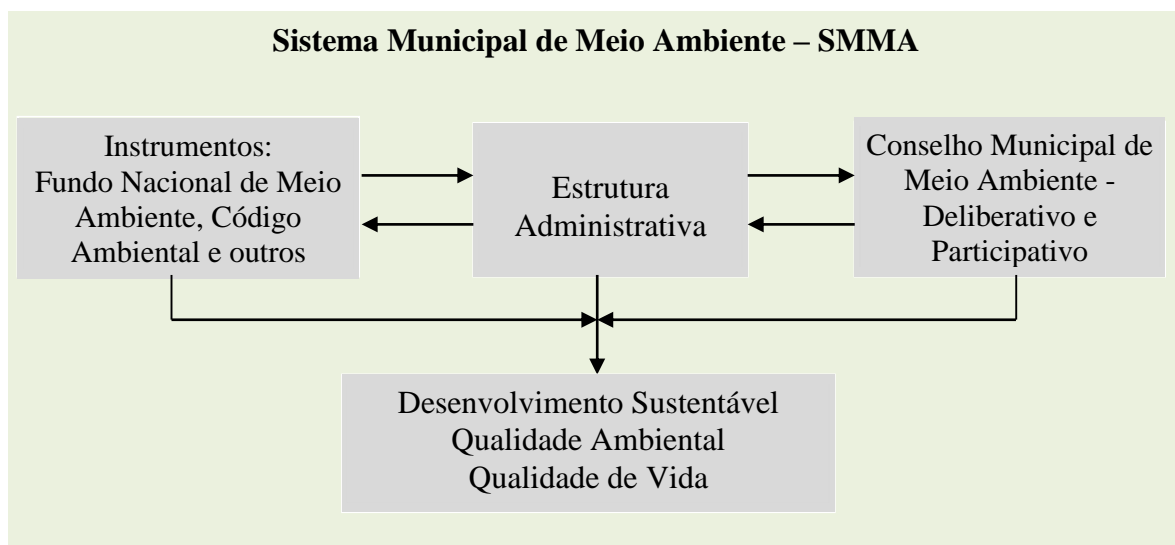 Sistema Municipal de Meio Ambiente – SMMA
Instrumentos:
Fundo Nacional de Meio
Ambiente, Código
Ambiental e outros
Estrutura
Administrativa
Conselho Municipal de
Meio Ambiente -
Deliberativo e
Participativo
Desenvolvimento Sustentável
Qualidade Ambiental
Qualidade de Vida